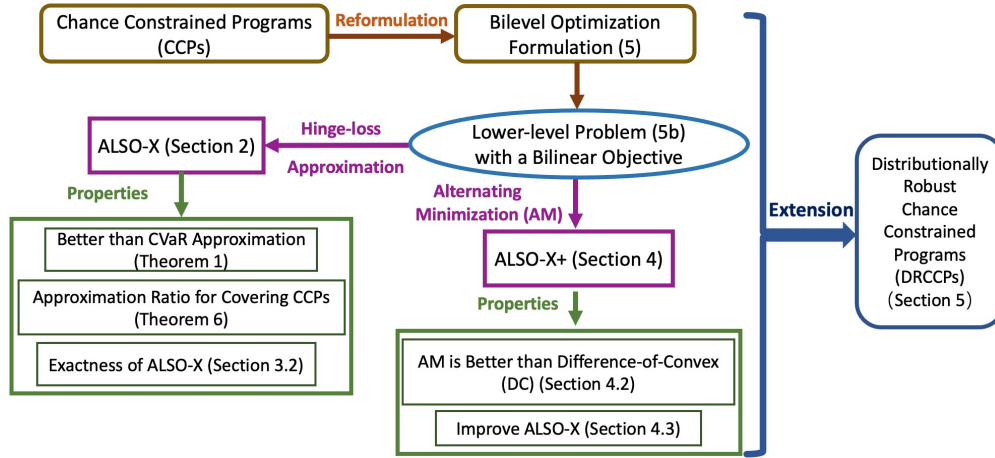 Chance Constrained Programs
(CCPs)
Reformulation
Bilevel Optimization
Formulation (5)
Lower-level Problem (5b)
with a Bilinear Objective
Hinge-loss
Approximation
ALSO-X (Section 2)
Properties
Better than CVaR Approximation
(Theorem 1)
Approximation Ratio for Covering CCPs
(Theorem 6)
Exactness of ALSO-X (Section 3.2)
Alternating
Minimization (AM)
ALSO-X+ (Section 4)
Properties
AM is Better than Difference-of-Convex
(DC) (Section 4.2)
Improve ALSO-X (Section 4.3)
Extension
Distributionally
Robust
Chance
Constrained
Programs
(DRCCPs)
(Section 5)